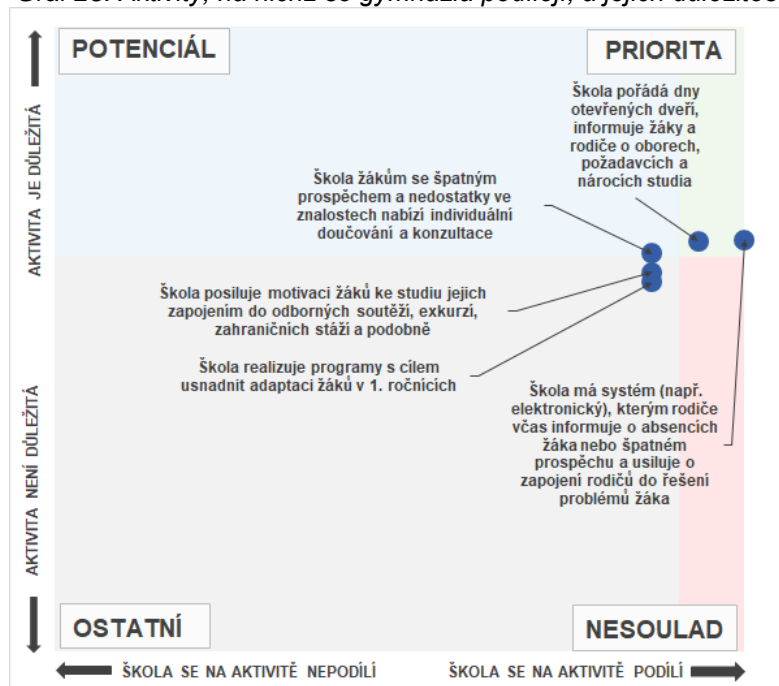 POTENCIÁL
PRIORITA
Škola pořádá dny
otevřených dveří,
informuje žáky a
rodiče o oborech,
požadavcích a
nárocích studia
Škola žákům se špatným
prospěchem a nedostatky ve
znalostech nabízí individuální
doučování a konzultace
AKTIVITA JE DŮLEŽITÁ
Škola posiluje motivaci žáků ke studiu jejich
zapojením do odborných soutěží, exkurzí,
zahraničních stáží a podobně
Škola realizuje programy s cílem
usnadnit adaptaci žáků v 1. ročnících
Škola má systém (např.
elektronický), kterým rodiče
včas informuje o absencích
žáka nebo špatném
prospěchu a usiluje o
zapojení rodičů do řešení
problémů žáka
AKTIVITA NENÍ DŮLEŽITÁ
OSTATNÍ
NESOULAD
ŠKOLA SE NA AKTIVITĚ NEPODÍLÍ
ŠKOLA SE NA AKTIVITĚ PODÍLÍ